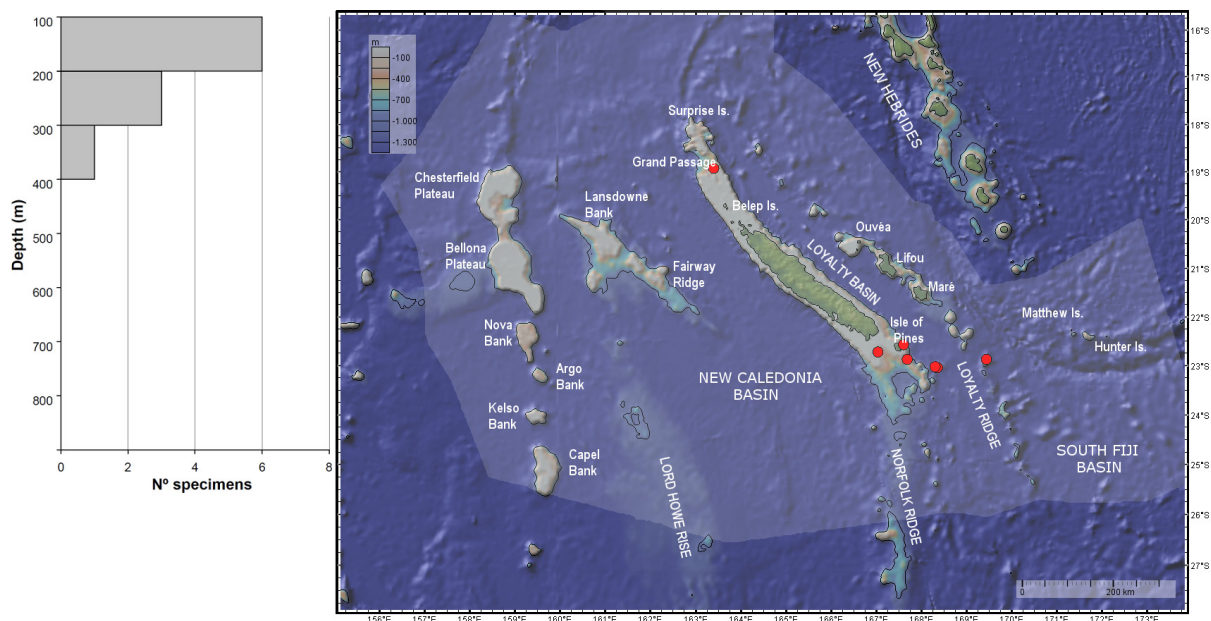 100
200
300
400
500
600
700
800
Depth (m)
0
2
4
6
8
Nº specimens
m
-100
-400
-700
-1.000
-1.300
Surprise Is.
Grand Passage
Chesterfield
Plateau
Lansdowne
Bank
Belep Is.
Bellona
Plateau
Fairway
Ridge
Nova
Bank
Argo
Bank
Kelso
Bank
Capel
Bank
NEW CALEDONIA
BASIN
LORD HOWE RISE
NEW HEBRIDES
Ouvèa
Lifou
Marè
LOYALTY BASIN
Isle of
Pines
Matthew Is.
Hunter Is.
LOYALTY RIDGE
NORFOLK RIDGE
SOUTH FIJI
BASIN
0
200 km
16°S
17°S
18°S
19°S
20°S
21°S
22°S
23°S
24°S
25°S
26°S
27°S
156°E
157°E
158°E
159°E
160°E
161°E
162°E
163°E
164°E
165°E
166°E
167°E
168°E
169°E
170°E
171°E
172°E
173°E